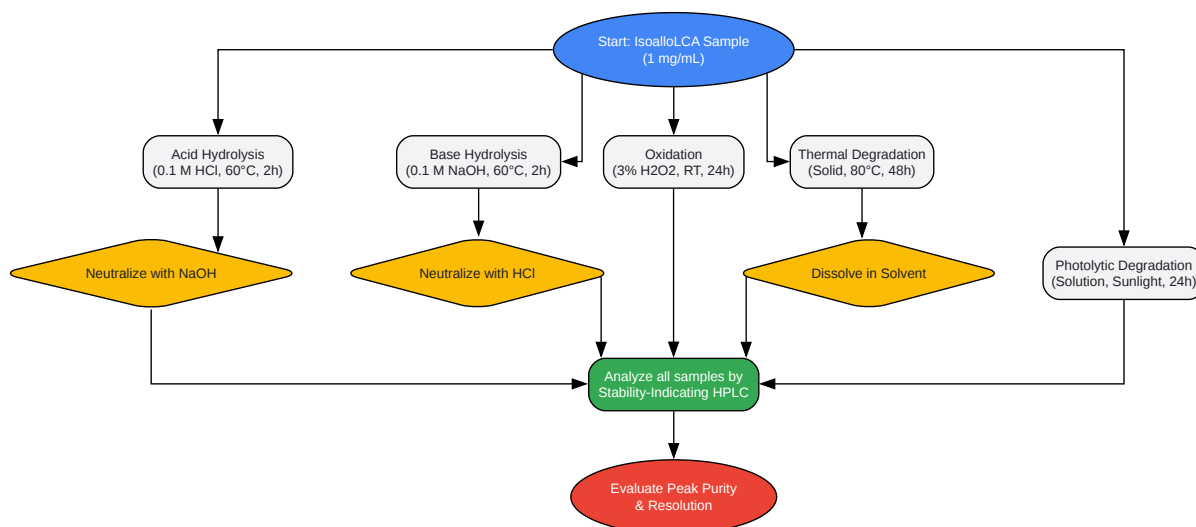 Start: IsoalloLCA Sample
(1 mg/mL)
Acid Hydrolysis
(0.1 M HCl, 60°C, 2h)
Base Hydrolysis
(0.1 M NaOH, 60°C, 2h)
Oxidation
(3% H2O2, RT, 24h)
Thermal Degradation
(Solid, 80°C, 48h)
Neutralize with NaOH
Neutralize with HCl
Dissolve in Solvent
Photolytic Degradation
(Solution, Sunlight, 24h)
Analyze all samples by
Stability-Indicating HPLC
Evaluate Peak Purity
& Resolution